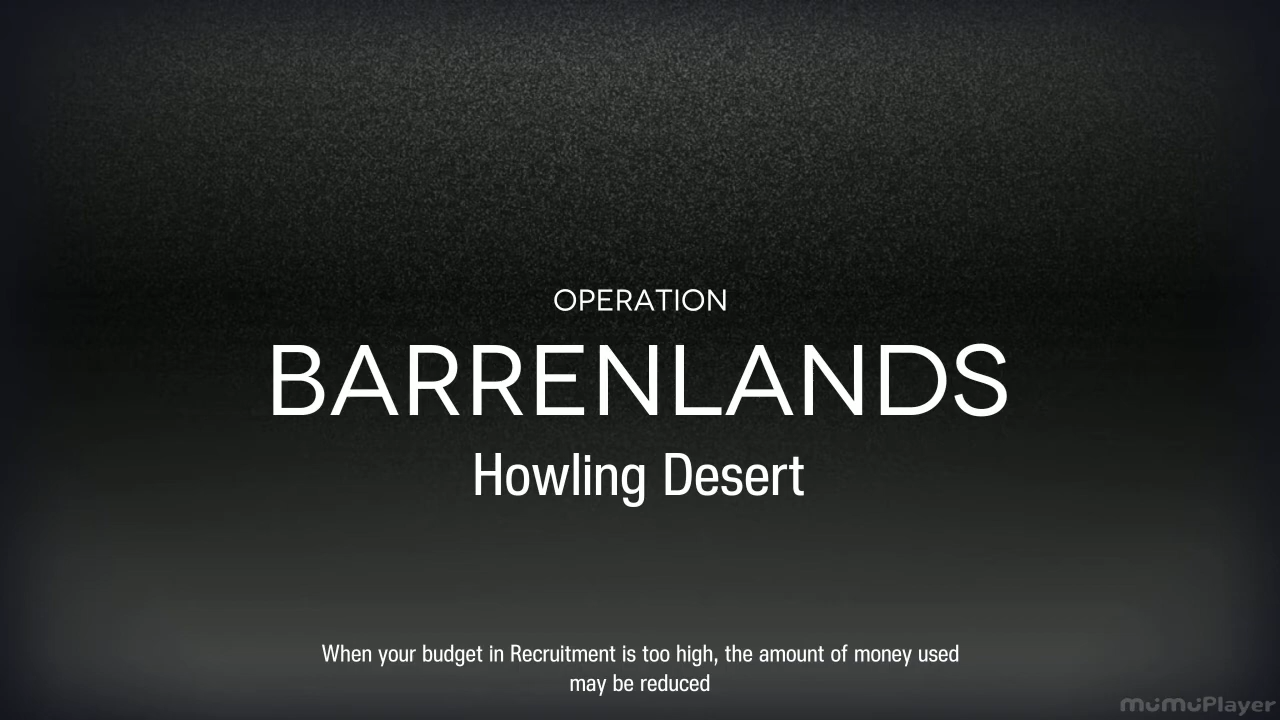 OPERATION
BARRENLANDS
Howling Desert
When your budget in Recruitment is too high, the amount of money used
may be reduced
MuMuPlayer